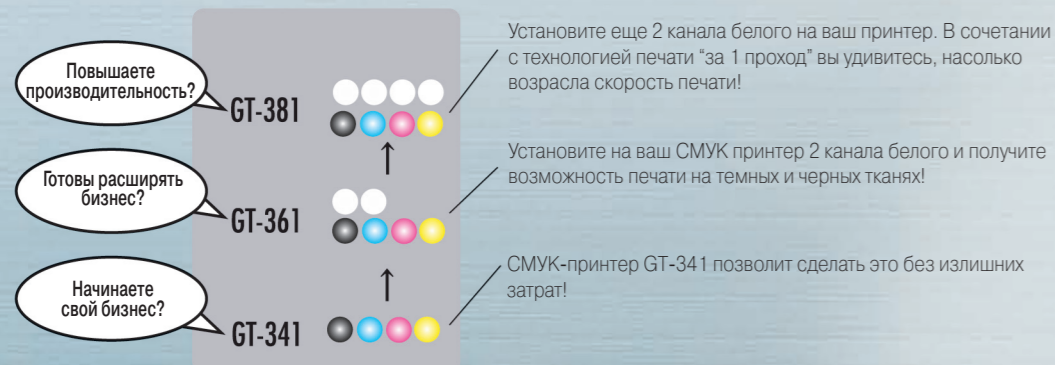 Повышаете
производительность?
GT-381
Установите еще 2 канала белого на ваш принтер. В сочетании
с технологией печати “за 1 проход” вы удивитесь, насолько
возрасла скорость печати!
Готовы расширять
бизнес?
GT-361
Установите на ваш СМУК принтер 2 канала белого и получите
возможность печати на темных и черных тканях!
Начинаете
свой бизнес?
GT-341
СМУК-принтер GT-341 позволит сделать это без излишних
затрат!